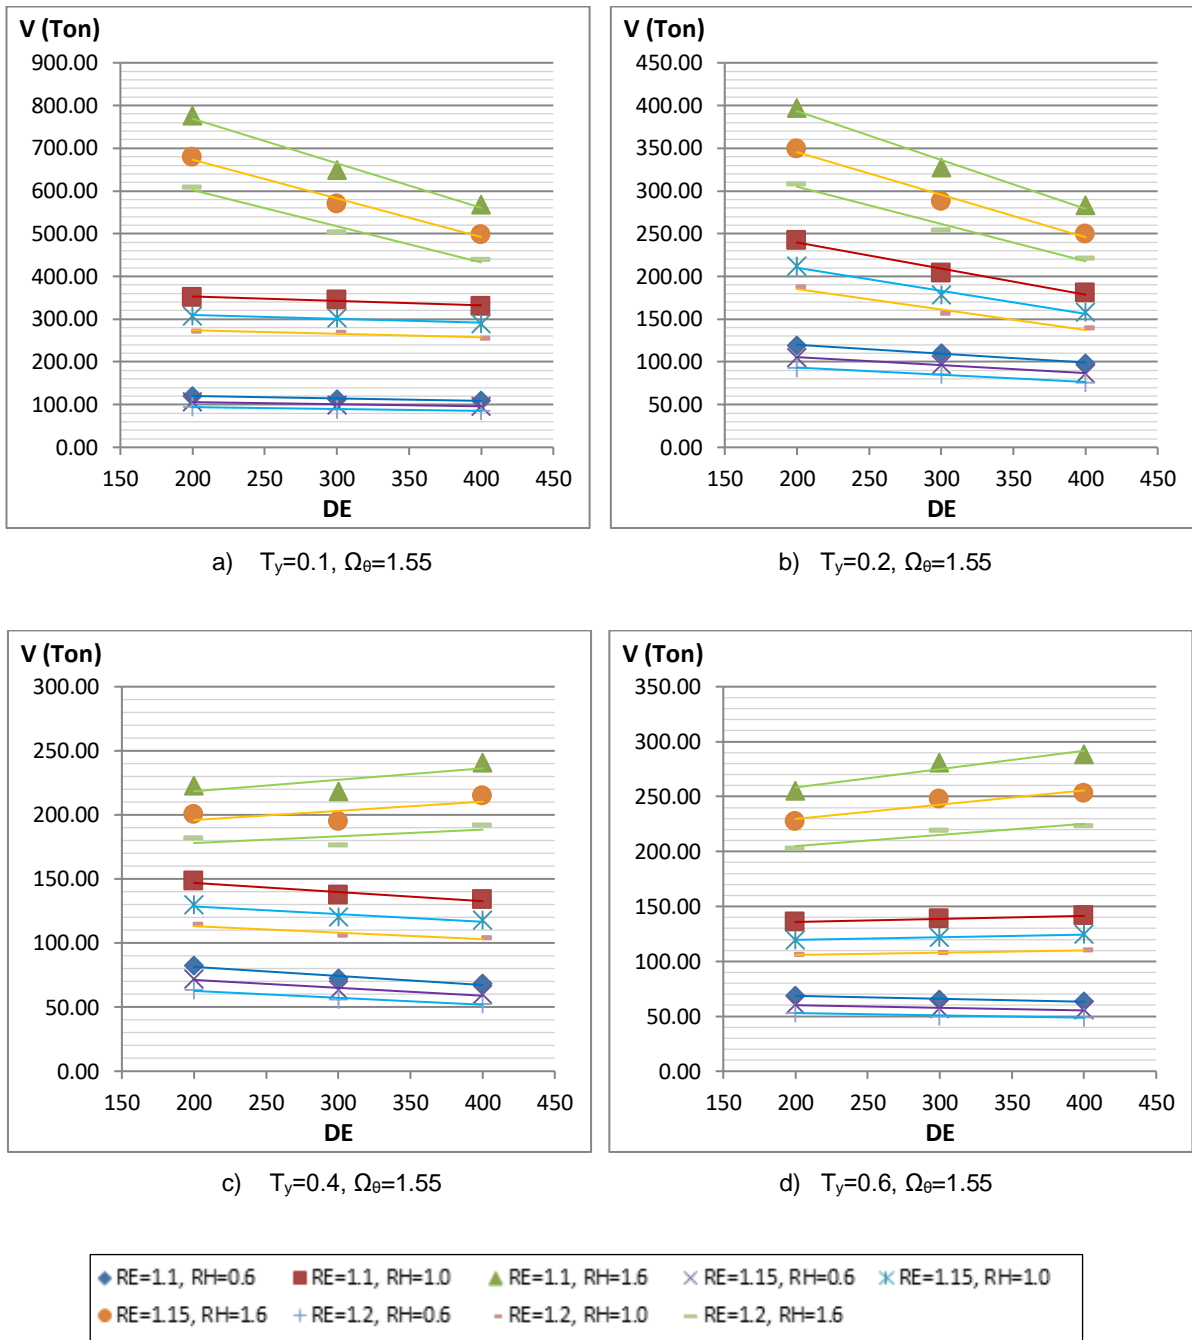 V (Ton)
900.00
800.00
700.00
600.00
500.00
400.00
300.00
200.00
100.00
0.00
150 200 250 300 350 400 450
DE
a) Ty=0.1, Ωθ=1.55
V (Ton)
450.00
400.00
350.00
300.00
250.00
200.00
150.00
100.00
50.00
0.00
150 200 250 300 350 400 450
DE
b) Ty=0.2, Ωθ=1.55
V (Ton)
300.00
250.00
200.00
150.00
100.00
50.00
0.00
150 200 250 300 350 400 450
DE
c) Ty=0.4, Ωθ=1.55
V (Ton)
350.00
300.00
250.00
200.00
150.00
100.00
50.00
0.00
150 200 250 300 350 400 450
DE
d) Ty=0.6, Ωθ=1.55
RE=1.1, RH=0.6 RE=1.1, RH=1.0 RE=1.1, RH=1.6 RE=1.15, RH=0.6 RE=1.15, RH=1.0
RE=1.15, RH=1.6 RE=1.2, RH=0.6 RE=1.2, RH=1.0 RE=1.2, RH=1.6